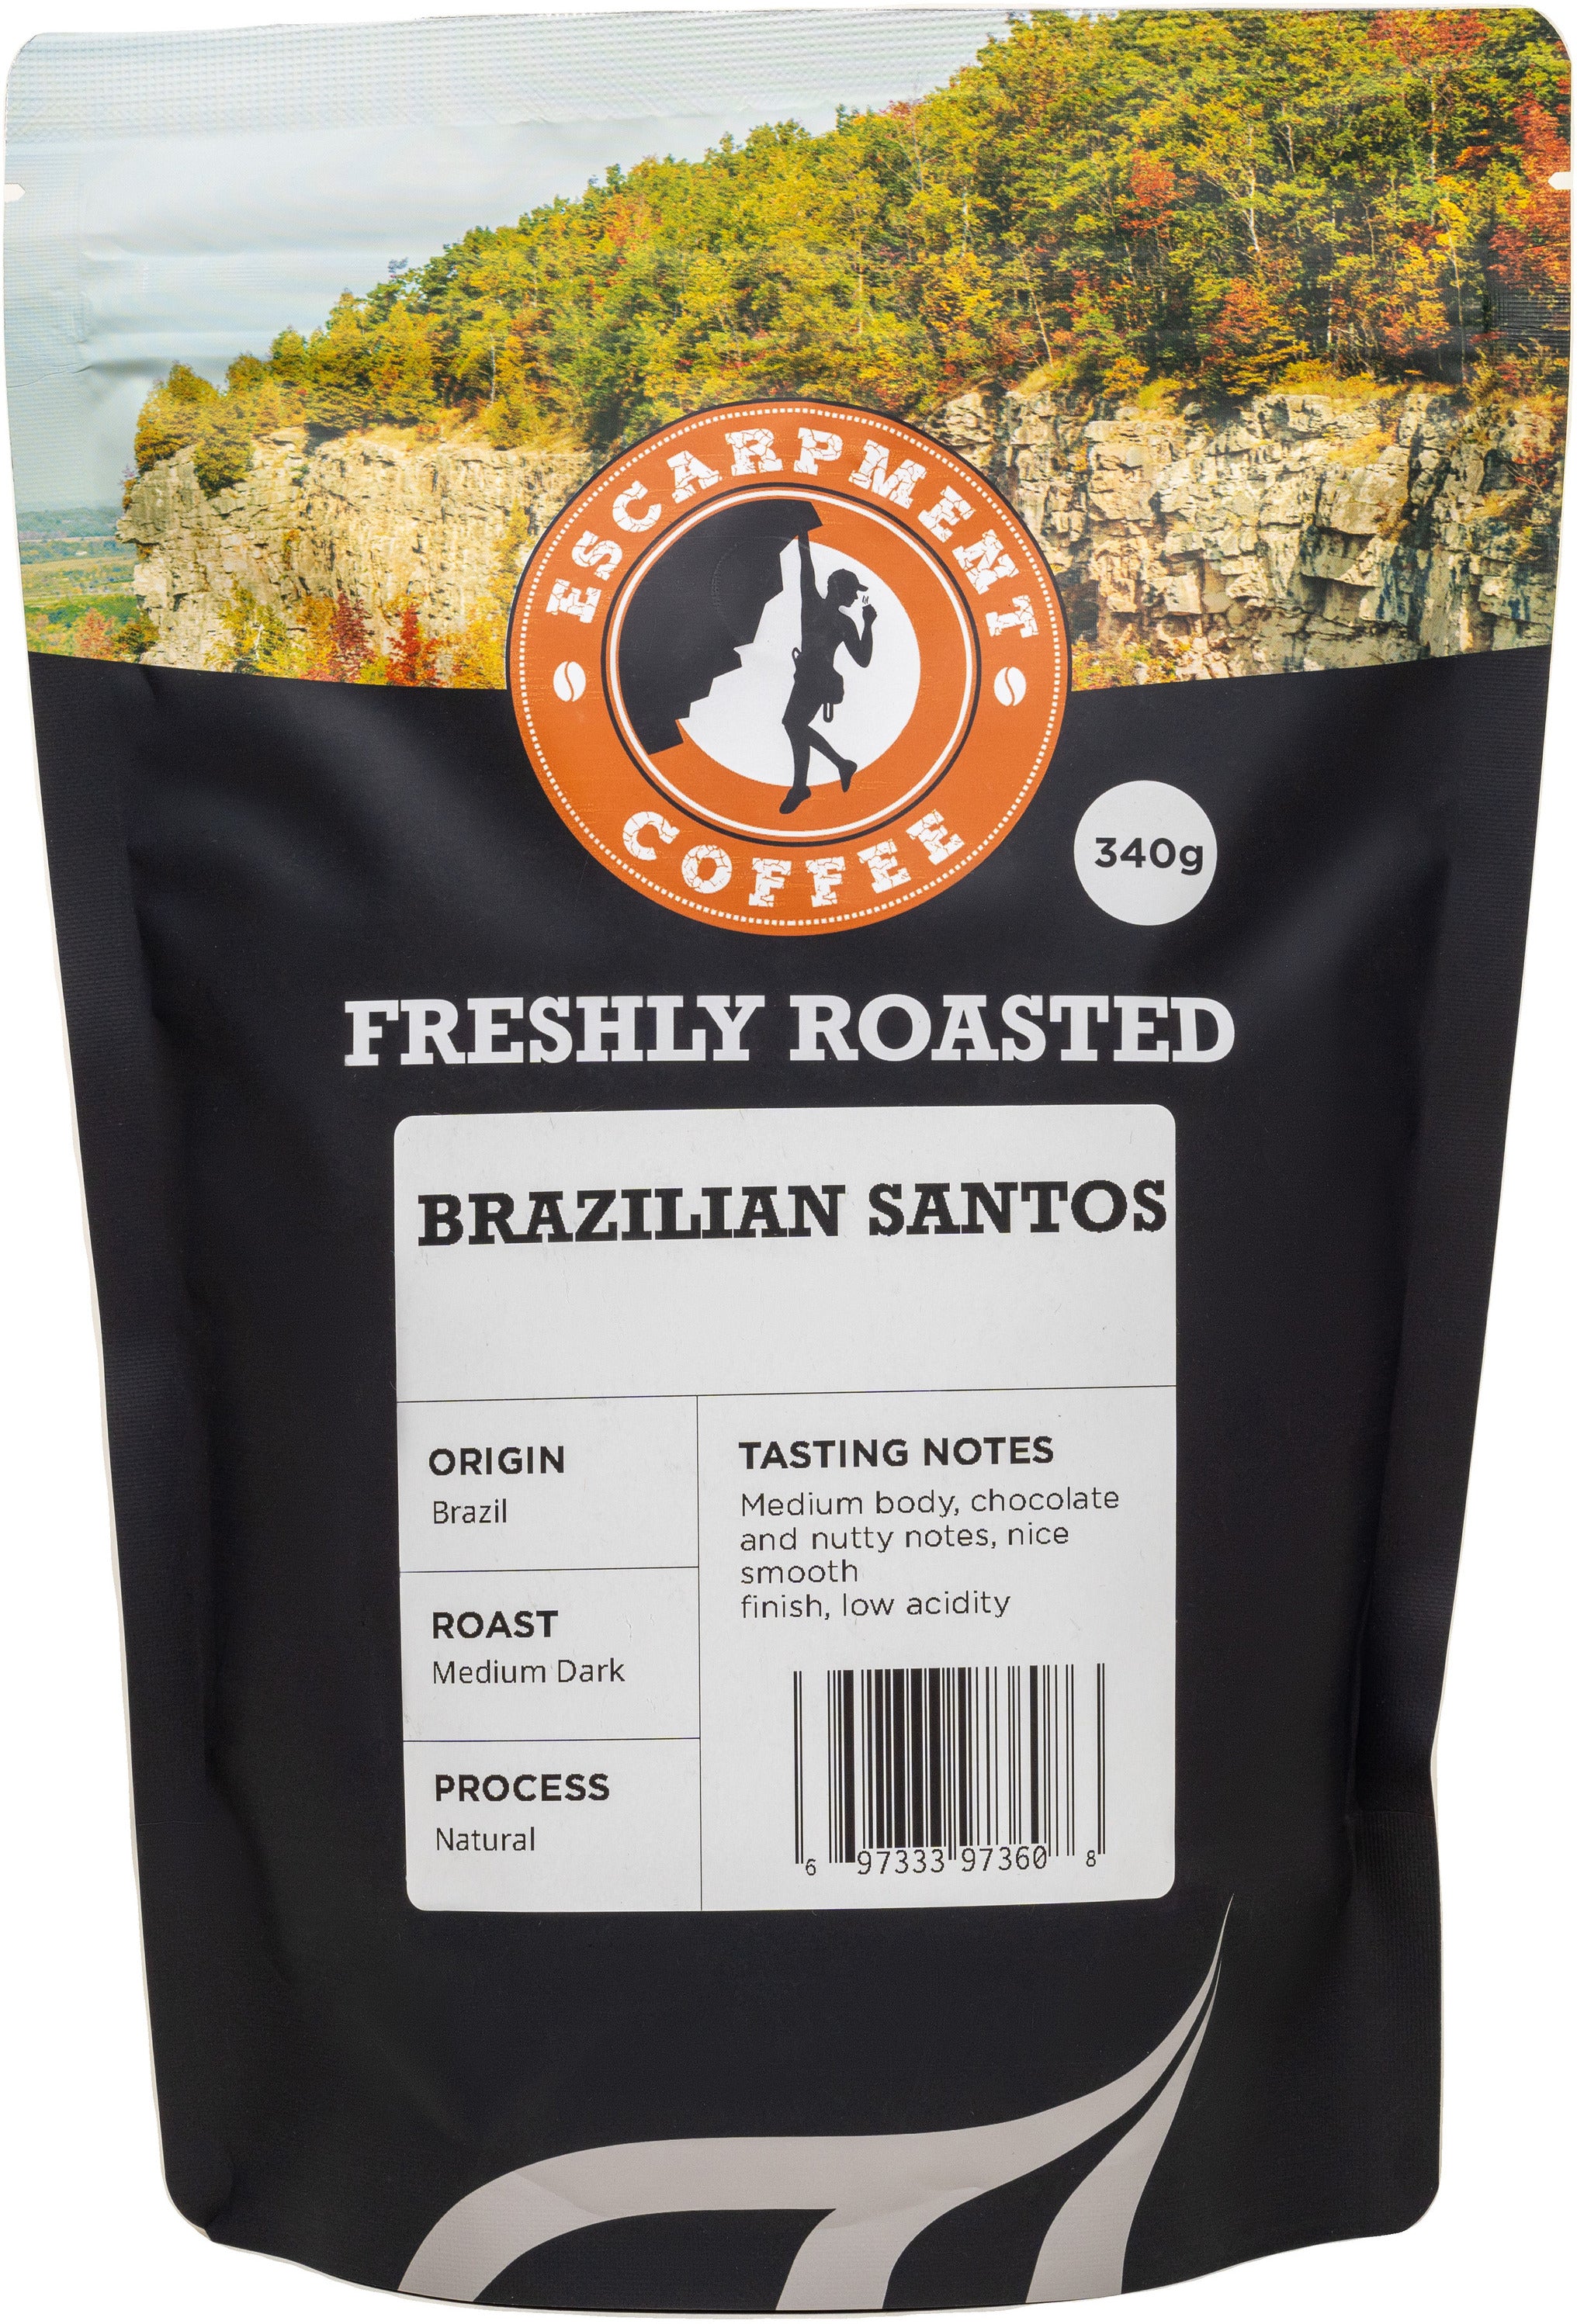 ESCARPMENT
COFFEE
340g
FRESHLY ROASTED
BRAZILIAN SANTOS
ORIGIN
Brazil
ROAST
Medium Dark
PROCESS
Natural
TASTING NOTES
Medium body, chocolate
and nutty notes, nice
smooth
finish, low acidity
6 97333 97360 8